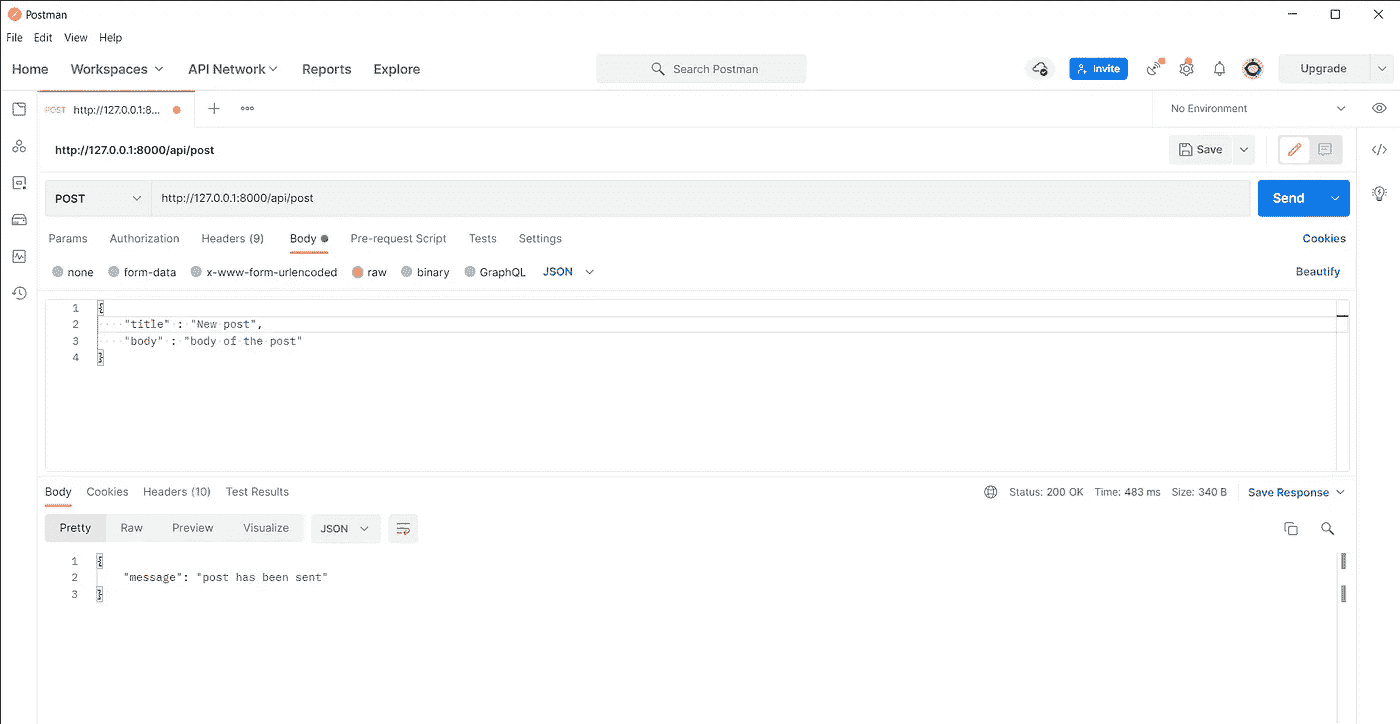 Postman
File Edit View Help
Home Workspaces API Network Reports Explore Search Postman Invite Upgrade
POST http://127.0.0.1:8... No Environment
http://127.0.0.1:8000/api/post Save
POST http://127.0.0.1:8000/api/post Send
Params Authorization Headers (9) Body Pre-request Script Tests Settings Cookies
none form-data x-www-form-urlencoded raw binary GraphQL JSON Beautify
1 {
2 "title" : "New post",
3 "body" : "body of the post"
4 }
Body Cookies Headers (10) Test Results Status: 200 OK Time: 483 ms Size: 340 B Save Response
Pretty Raw Preview Visualize JSON
1 {
2 "message": "post has been sent"
3 }